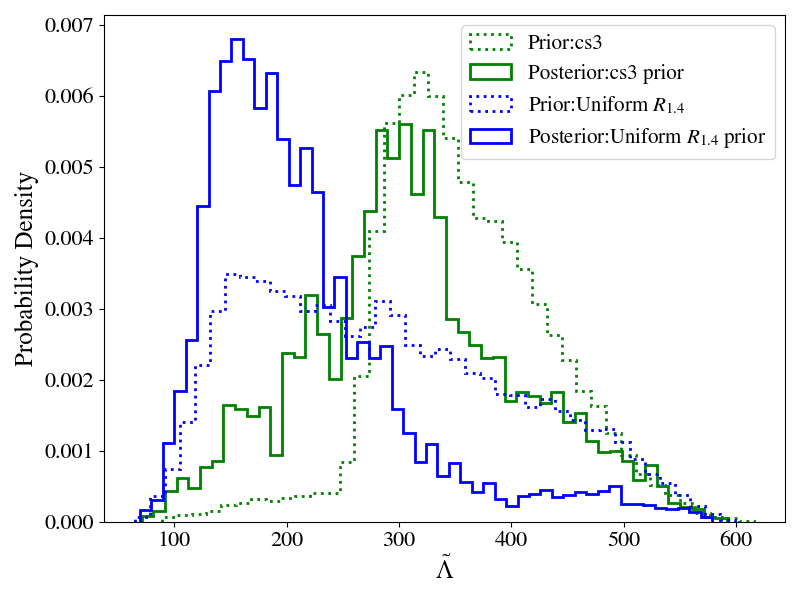 0.007
0.006
0.005
0.004
0.003
0.002
0.001
0.000
Probability Density
100
200
300
400
500
600
Λ̃
Prior:cs3
Posterior:cs3 prior
Prior:Uniform R₁.₄
Posterior:Uniform R₁.₄ prior